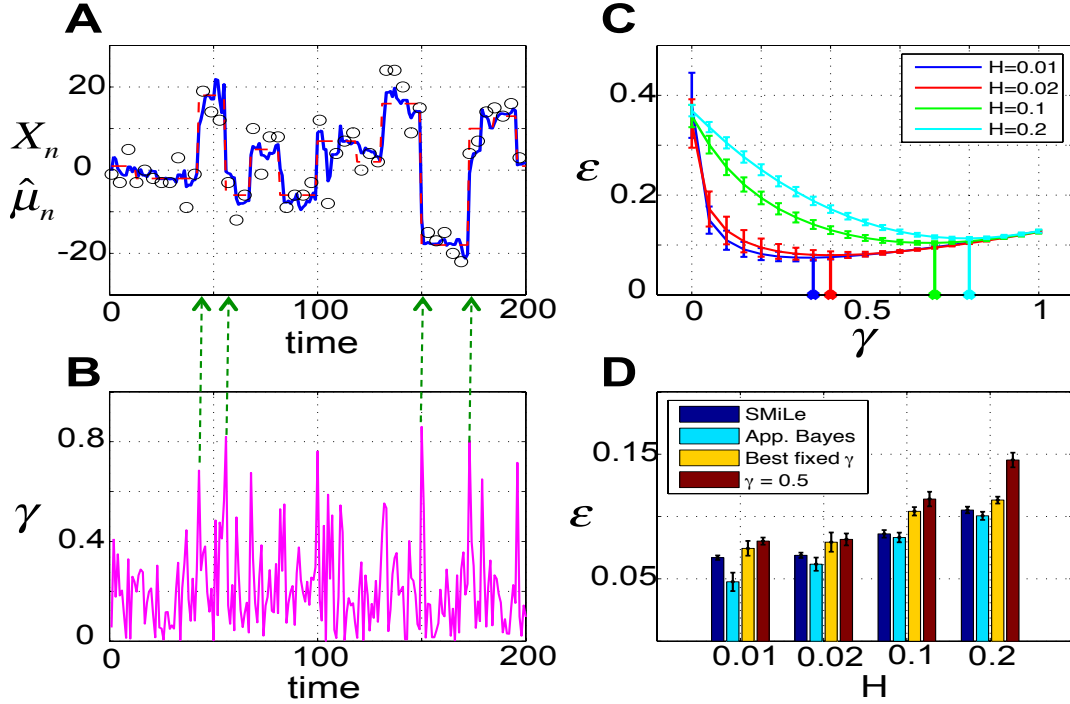 A
20
0
-20
X_n
μ̂_n
0
100
200
time
B
0.8
0.4
0
γ
0
100
200
time
C
0.4
0.2
0
ε
0
0.5
1
γ
H=0.01
H=0.02
H=0.1
H=0.2
D
0.15
0.05
ε
SMiLe
App. Bayes
Best fixed γ
γ = 0.5
0.01
0.02
0.1
0.2
H